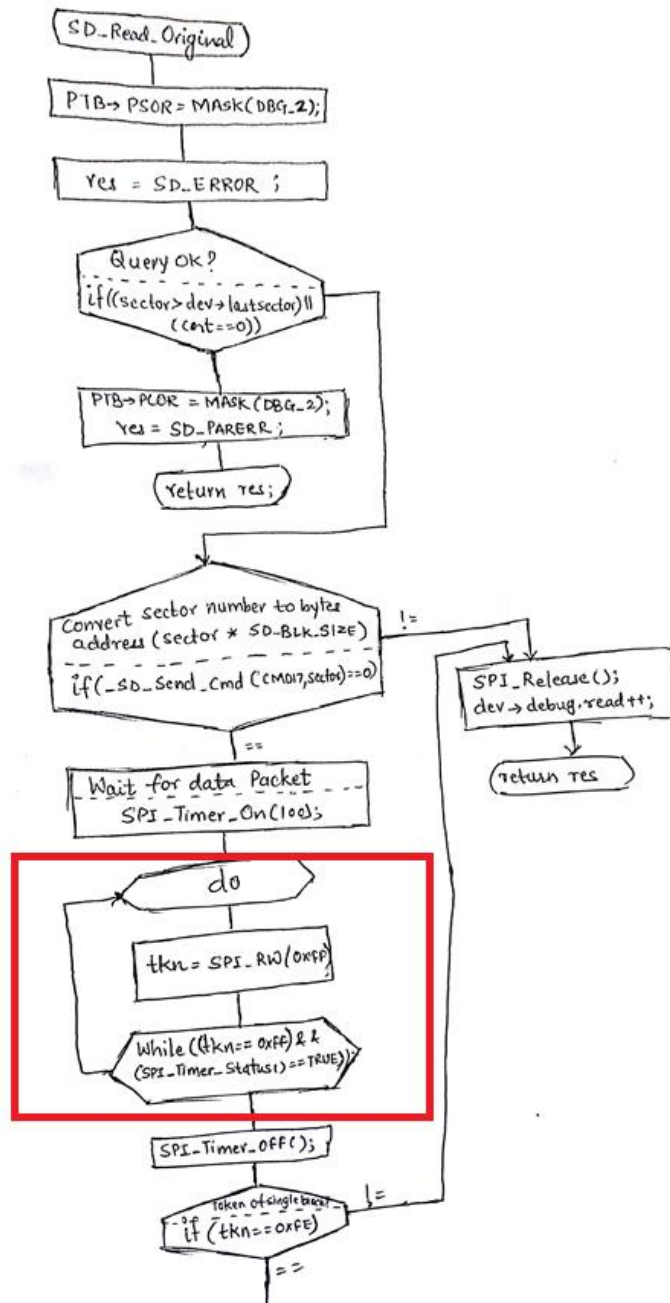 SD_Read_Original
PTB→PSOR = MASK(DBG_2);
res = SD_ERROR ;
Query OK?
if((sector>dev→lastsector)||
(cnt==0))
PTB→PCOR = MASK(DBG_2);
res = SD_PARERR ;
return res;
Convert sector number to bytes
address (sector * SD_BLK_SIZE)
if(_SD_Send_Cmd (CMD17,sector)==0)
!=
SPI_Release();
dev→debug.read++;
return res
==
Wait for data Packet
SPI_Timer_On(100);
do
tkn = SPI_RW(0xFF)
While ((tkn== 0xFF) &&
(SPI_Timer_Status()==TRUE));
SPI_Timer_Off();
Token of single block?
if (tkn==0xFE)
!=
==